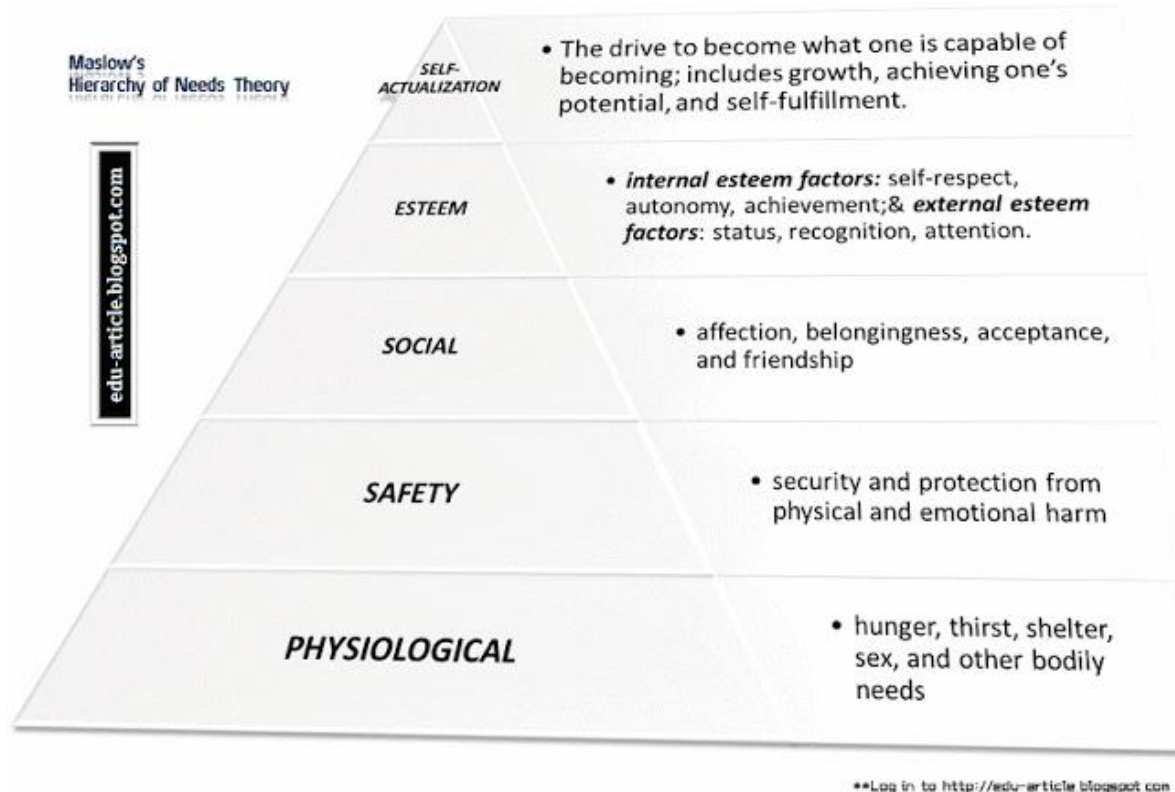 Maslow's
Hierarchy of Needs Theory
edu-article.blogspot.com
SELF-
ACTUALIZATION
• The drive to become what one is capable of
becoming; includes growth, achieving one's
potential, and self-fulfillment.
ESTEEM
• internal esteem factors: self-respect,
autonomy, achievement;& external esteem
factors: status, recognition, attention.
SOCIAL
• affection, belongingness, acceptance,
and friendship
SAFETY
• security and protection from
physical and emotional harm
PHYSIOLOGICAL
• hunger, thirst, shelter,
sex, and other bodily
needs
**Log in to http://edu-article.blogspot.com